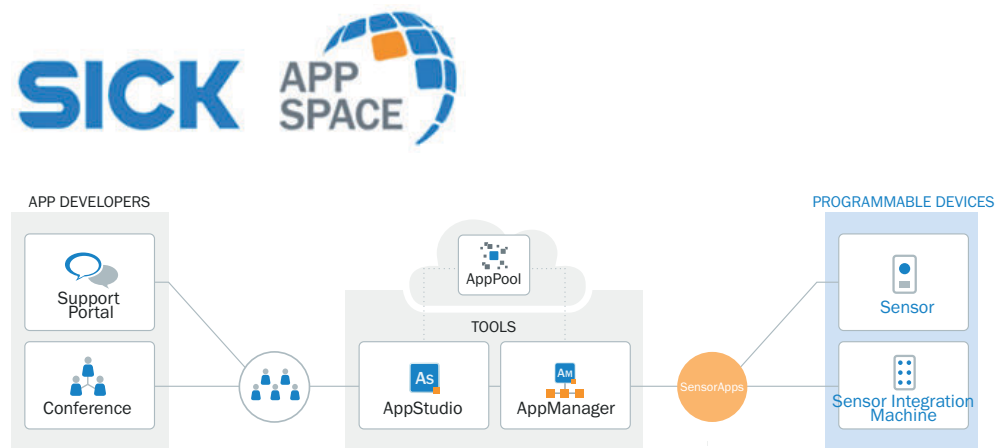 SICK
APP
SPACE
APP DEVELOPERS
PROGRAMMABLE DEVICES
Support
Portal
AppPool
Sensor
TOOLS
Conference
As
AppStudio
AM
AppManager
SensorApps
Sensor Integration
Machine